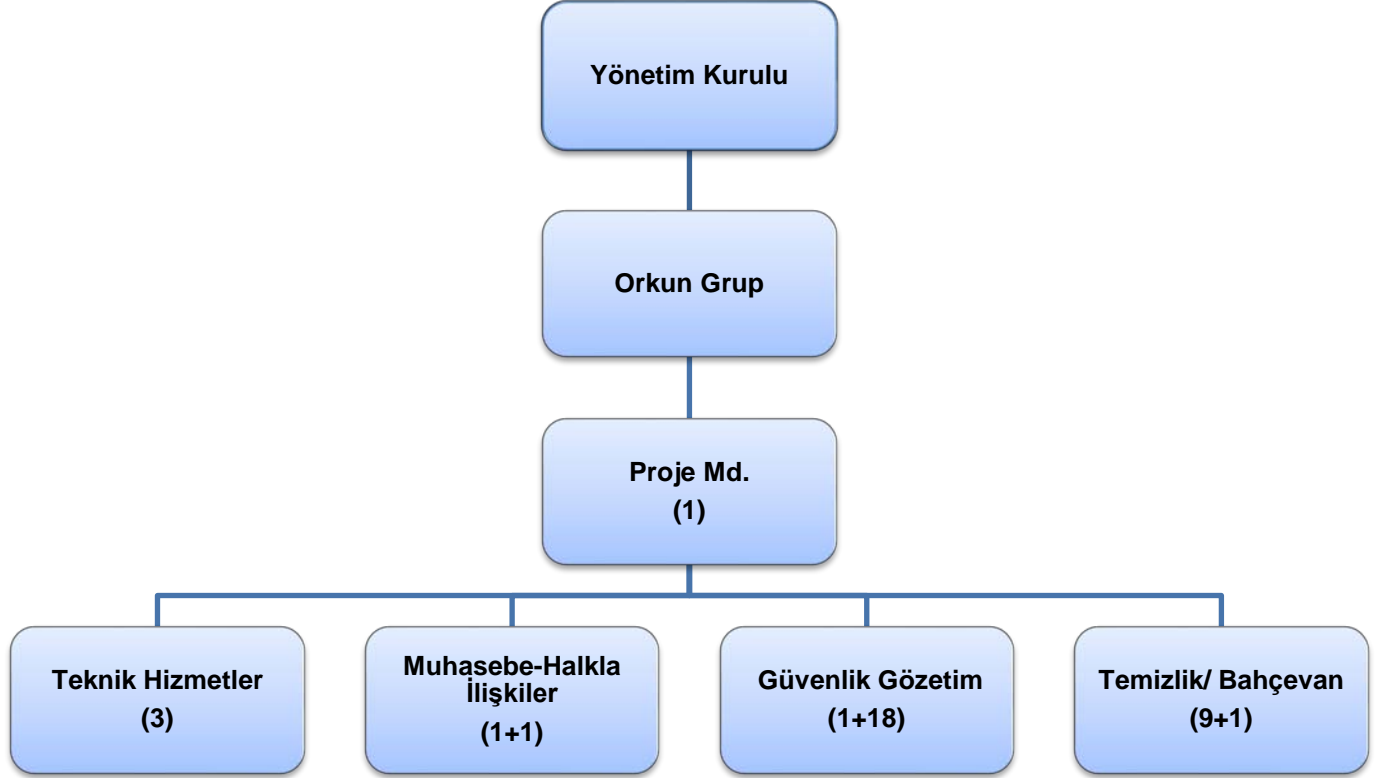 Yönetim Kurulu
Orkun Grup
Proje Md.
(1)
Teknik Hizmetler
(3)
Muhasebe-Halkla
İlişkiler
(1+1)
Güvenlik Gözetim
(1+18)
Temizlik/ Bahçevan
(9+1)